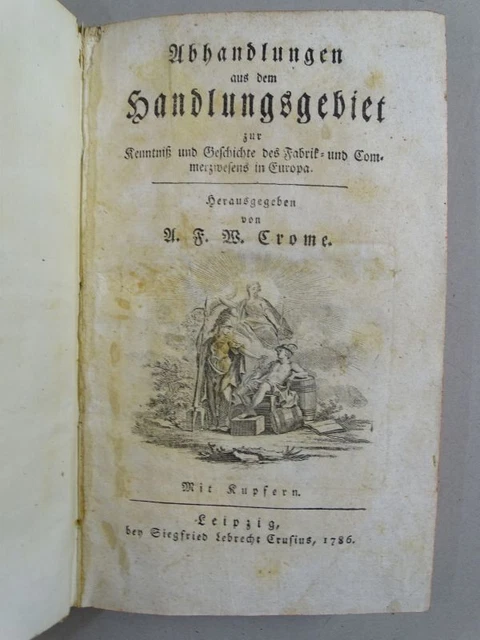 Abhandlungen
aus dem
Handlungsgebiet
zur
Kenntniß und Geschichte des Fabrik- und Com-
merzwesens in Europa.
Herausgegeben
von
A. F. W. Crome.
Mit Kupfern.
Leipzig,
bey Siegfried Lebrecht Crusius, 1786.